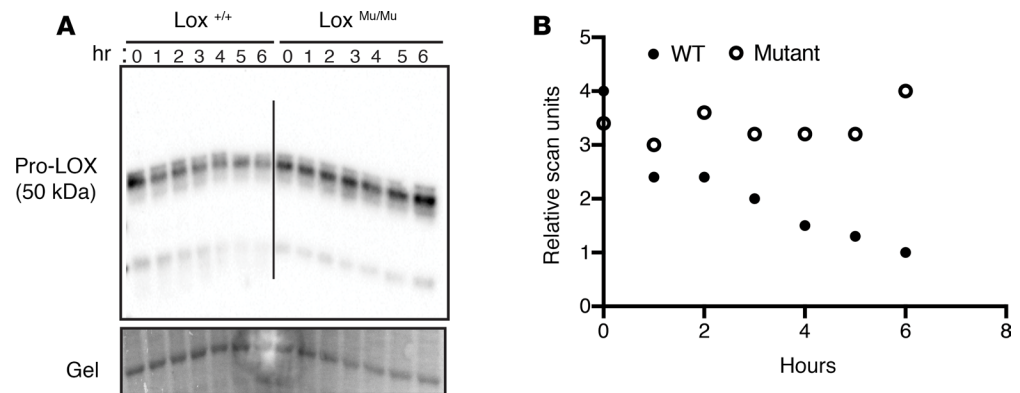 A
Lox +/+ Lox Mu/Mu
hr : 0 1 2 3 4 5 6 0 1 2 3 4 5 6
Pro-LOX
(50 kDa)
Gel
B
WT Mutant
Relative scan units
5
4
3
2
1
0
0 2 4 6 8
Hours